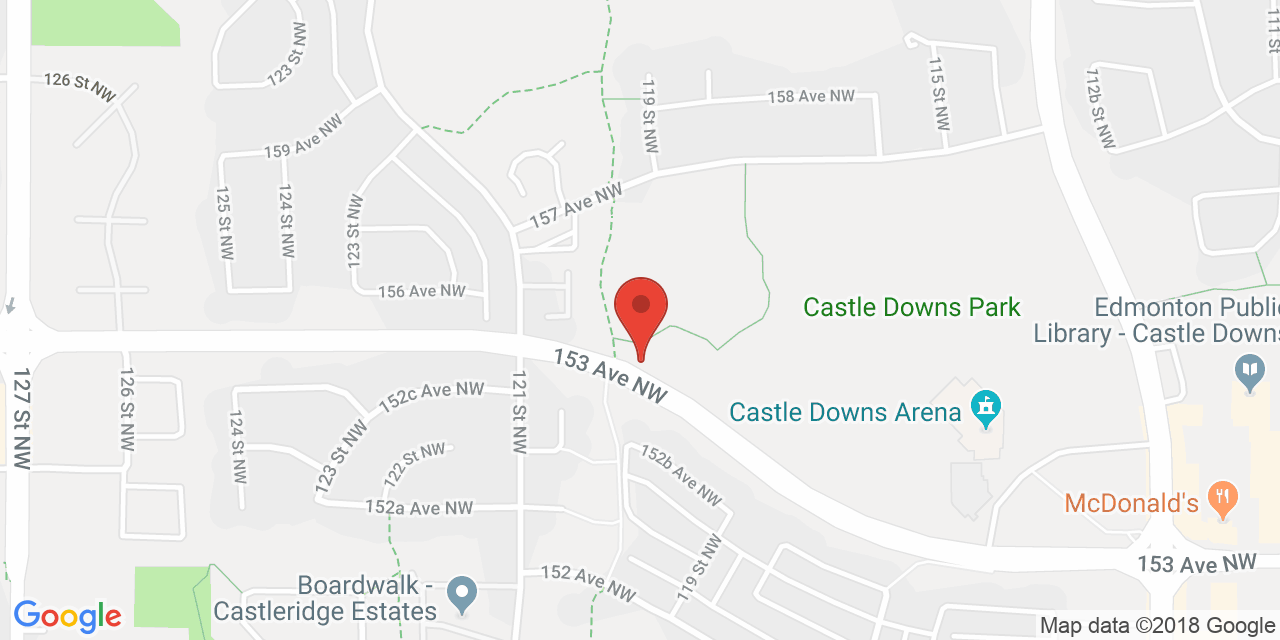 126 St NW
123 St NW
159 Ave NW
125 St NW
124 St NW
123 St NW
156 Ave NW
157 Ave NW
119 St NW
158 Ave NW
115 St NW
112b St NW
111 St
Castle Downs Park
Edmonton Public
Library - Castle Downs
153 Ave NW
Castle Downs Arena
McDonald's
153 Ave NW
127 St NW
126 St NW
124 St NW
152c Ave NW
121 St NW
123 St NW
122 St NW
152a Ave NW
152b Ave NW
119 St NW
152 Ave NW
Boardwalk -
Castleridge Estates
Google
Map data ©2018 Google